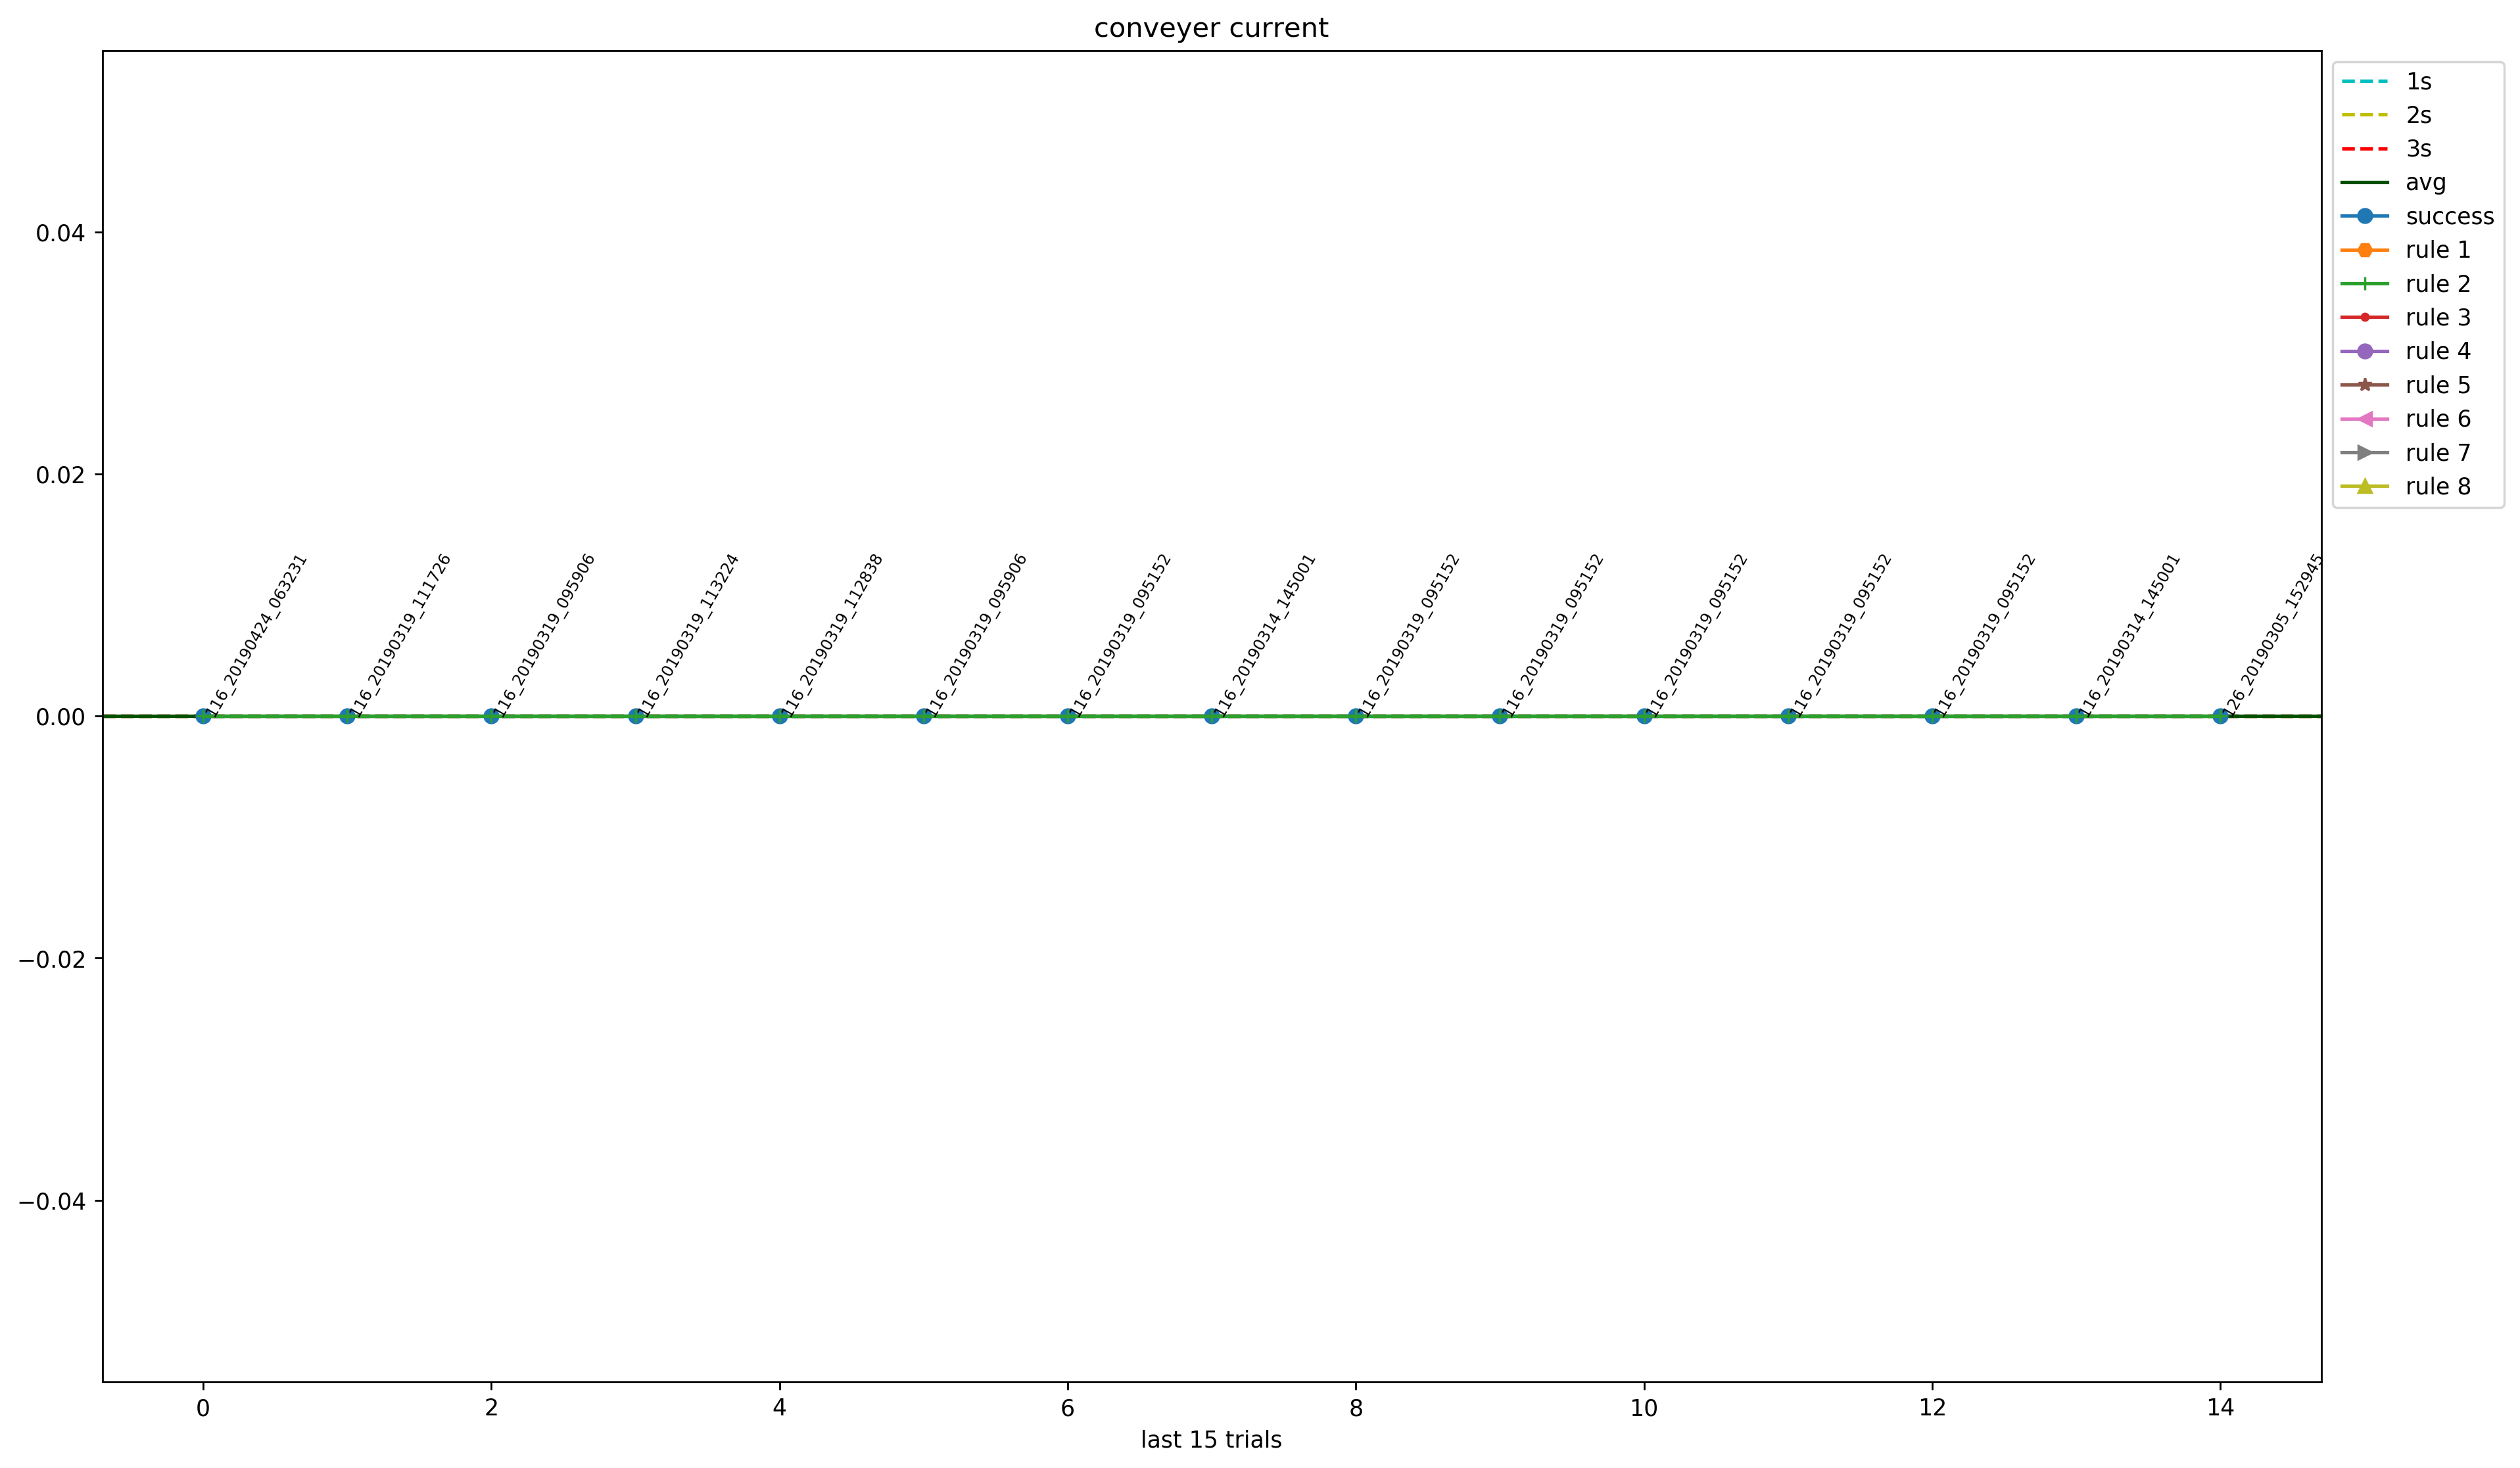 conveyer current
1s
2s
3s
avg
success
rule 1
rule 2
rule 3
rule 4
rule 5
rule 6
rule 7
rule 8
0.04
0.02
0.00
−0.02
−0.04
116_20190424_063231
116_20190319_111726
116_20190319_095906
116_20190319_113224
116_20190319_112838
116_20190319_095906
116_20190319_095152
116_20190314_145001
116_20190319_095152
116_20190319_095152
116_20190319_095152
116_20190319_095152
116_20190319_095152
116_20190314_145001
126_20190305_152945
0 2 4 6 8 10 12 14
last 15 trials